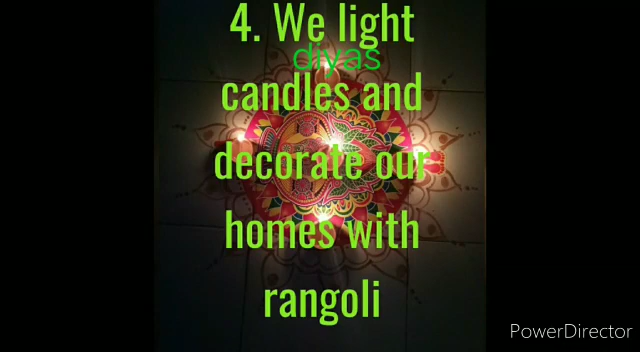 4. We light
diyas
candles and
decorate our
homes with
rangoli
PowerDirector